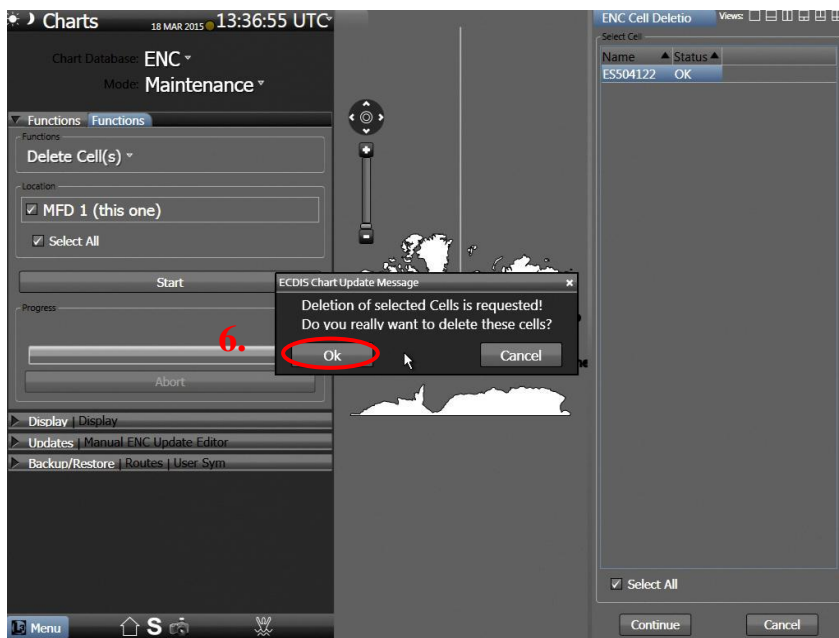 Charts 18 MAR 2015 13:36:55 UTC
Chart Database: ENC
Mode: Maintenance
Functions Functions
Functions
Delete Cell(s)
Location
MFD 1 (this one)
Select All
Start
Progress
6.
Abort
Display | Display
Updates | Manual ENC Update Editor
Backup/Restore | Routes | User Sym
Menu S
ECDIS Chart Update Message
Deletion of selected Cells is requested!
Do you really want to delete these cells?
Ok Cancel
ENC Cell Deletio Views:
Select Cell
Name Status
ES504122 OK
Select All
Continue Cancel